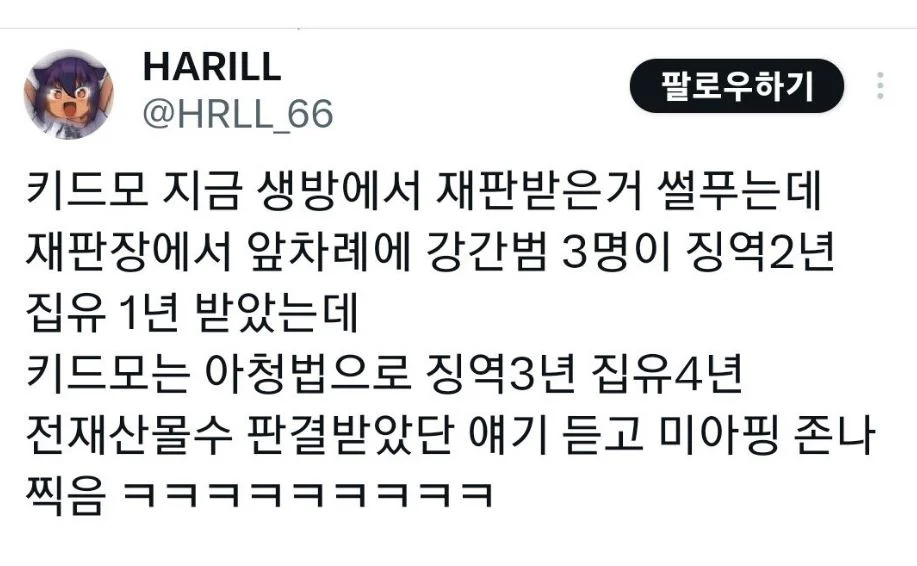 HARILL
@HRLL_66
팔로우하기
키드모 지금 생방에서 재판받은거 썰푸는데
재판장에서 앞차례에 강간범 3명이 징역2년
집유 1년 받았는데
키드모는 아청법으로 징역3년 집유4년
전재산몰수 판결받았단 얘기 듣고 미아핑 존나
찍음 ㅋㅋㅋㅋㅋㅋㅋㅋㅋ